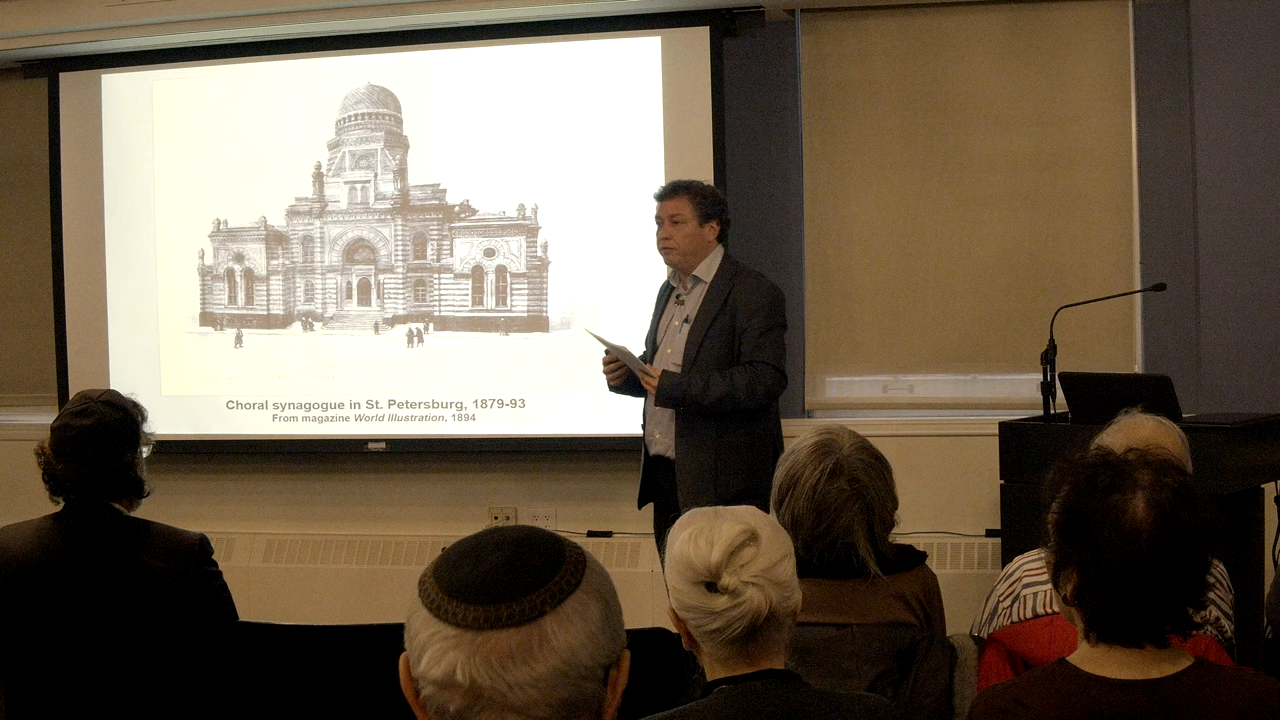 Choral synagogue in St. Petersburg, 1879-93
From magazine World Illustration, 1894